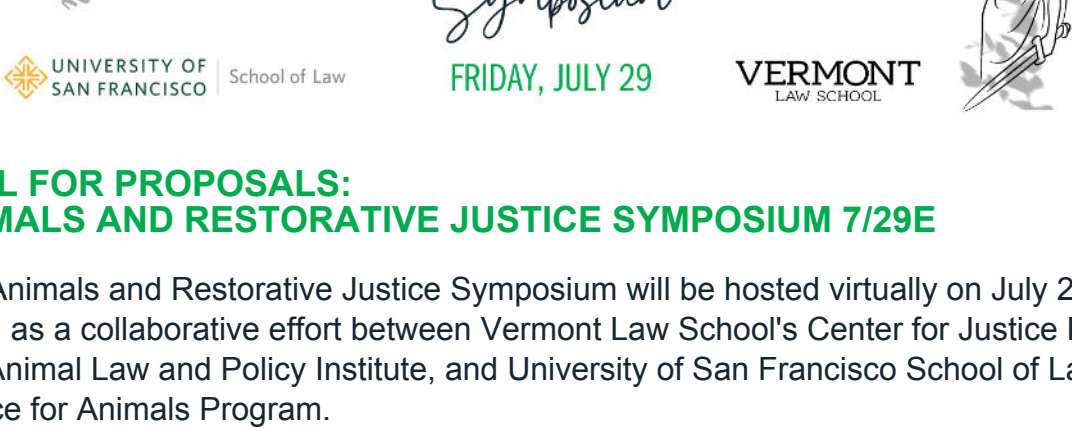 Symposium
UNIVERSITY OF
SAN FRANCISCO
School of Law
FRIDAY, JULY 29
VERMONT
LAW SCHOOL
L FOR PROPOSALS:
MALS AND RESTORATIVE JUSTICE SYMPOSIUM 7/29E
Animals and Restorative Justice Symposium will be hosted virtually on July 2
as a collaborative effort between Vermont Law School's Center for Justice
Animal Law and Policy Institute, and University of San Francisco School of La
ce for Animals Program.